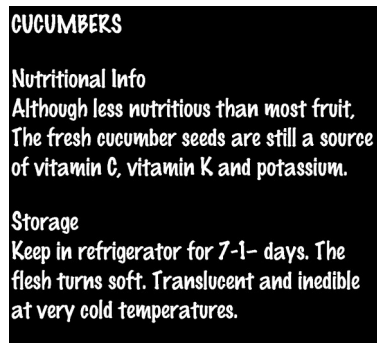 CUCUMBERS
Nutritional Info
Although less nutritious than most fruit,
The fresh cucumber seeds are still a source
of vitamin C, vitamin K and potassium.
Storage
Keep in refrigerator for 7-1– days. The
flesh turns soft. Translucent and inedible
at very cold temperatures.